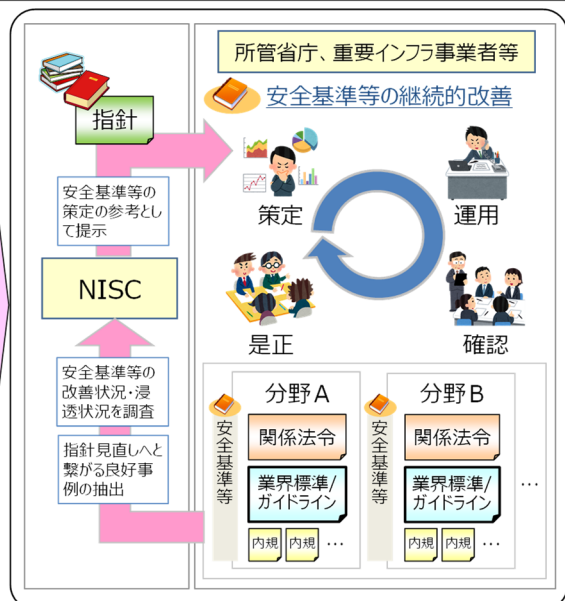 指針
安全基準等の
策定の参考とし
て提示
NISC
安全基準等の
改善状況・浸
透状況を調査
指針見直しへと
繋がる良好事
例の抽出
所管省庁、重要インフラ事業者等
安全基準等の継続的改善
策定
運用
是正
確認
分野A
安全基準等
関係法令
業界標準/
ガイドライン
内規 内規 …
分野B
安全基準等
関係法令
業界標準/
ガイドライン
内規 内規 …
…